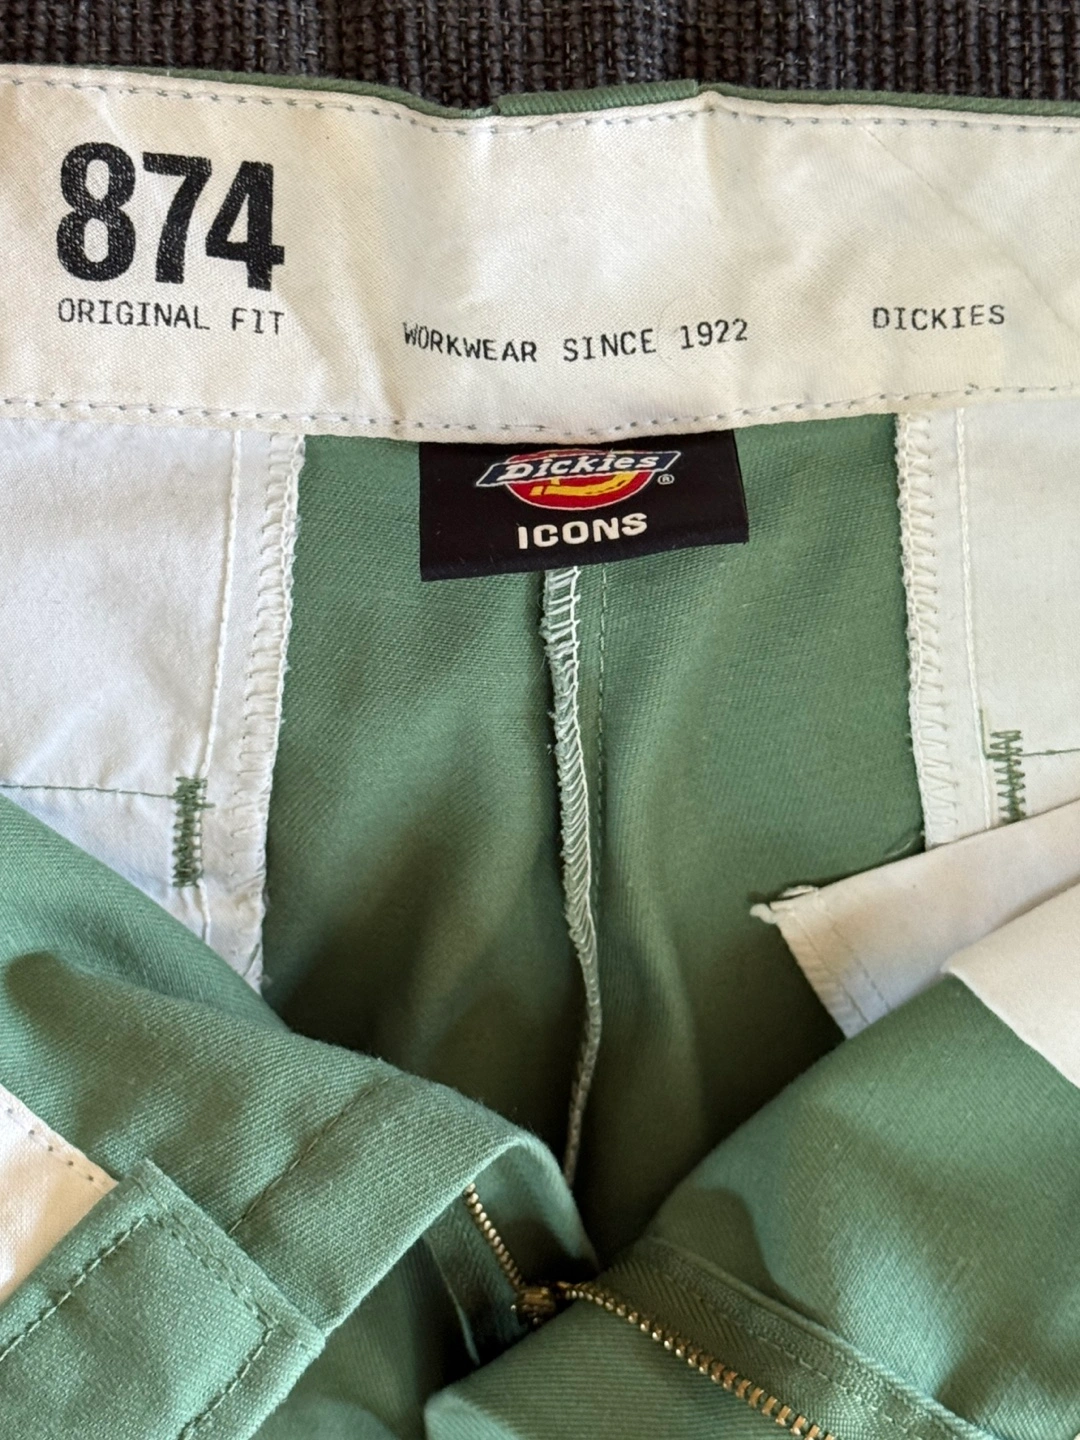 874
ORIGINAL FIT
WORKWEAR SINCE 1922
DICKIES
Dickies®
ICONS